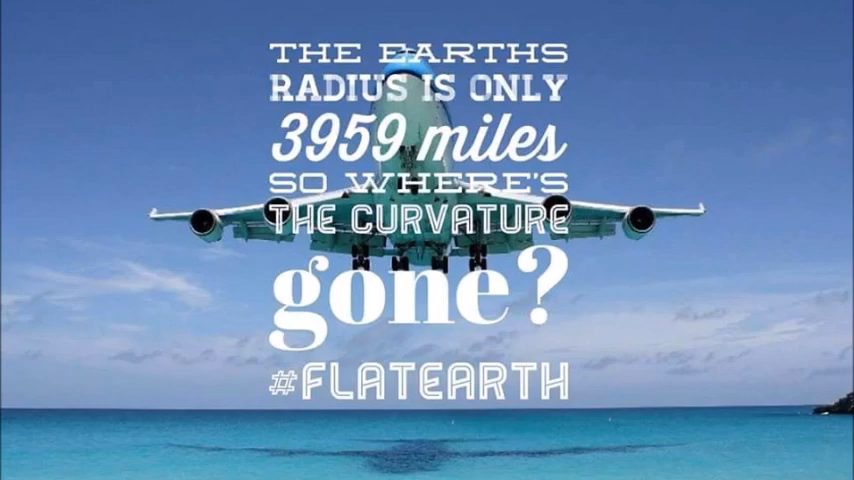 THE EARTHS
RADIUS IS ONLY
3959 miles
SO WHERE'S
THE CURVATURE
gone?
#FLATEARTH